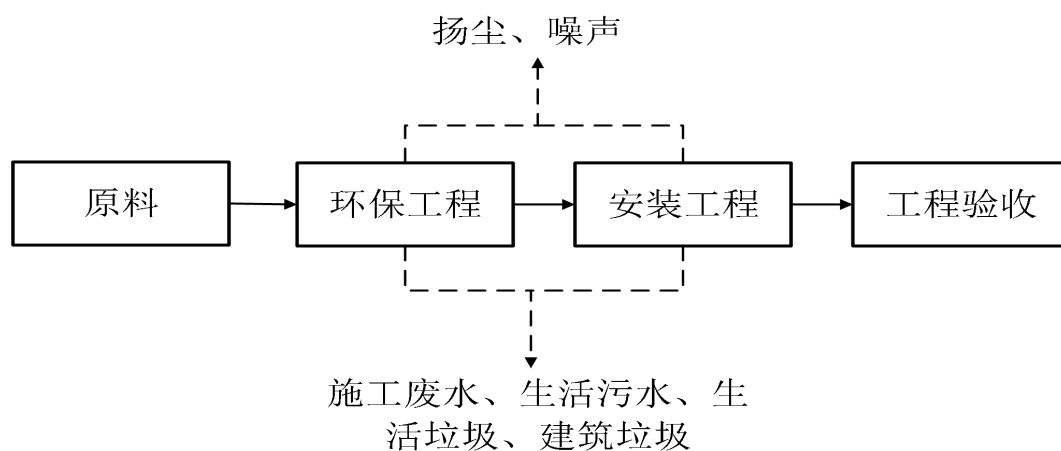 扬尘、噪声
原料
环保工程
安装工程
工程验收
施工废水、生活污水、生
活垃圾、建筑垃圾